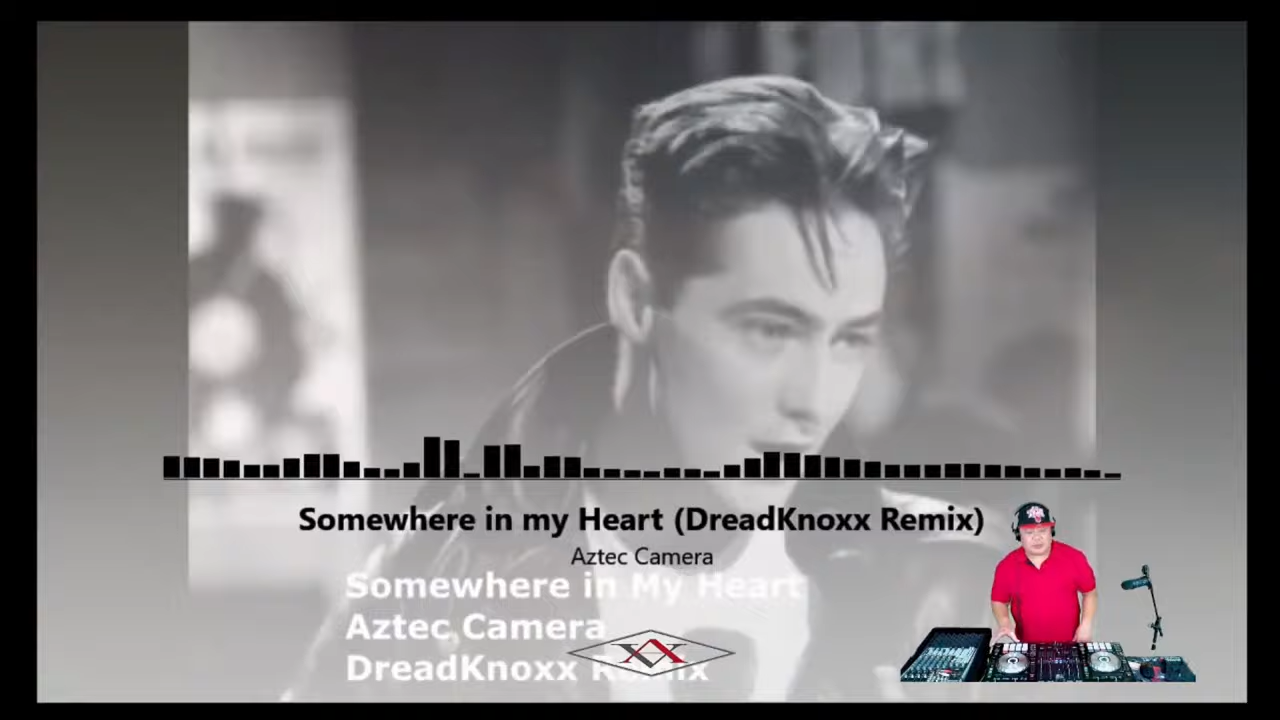 Somewhere in my Heart (DreadKnoxx Remix)
Aztec Camera
Somewhere in My Heart
Aztec Camera
DreadKnoxx Remix